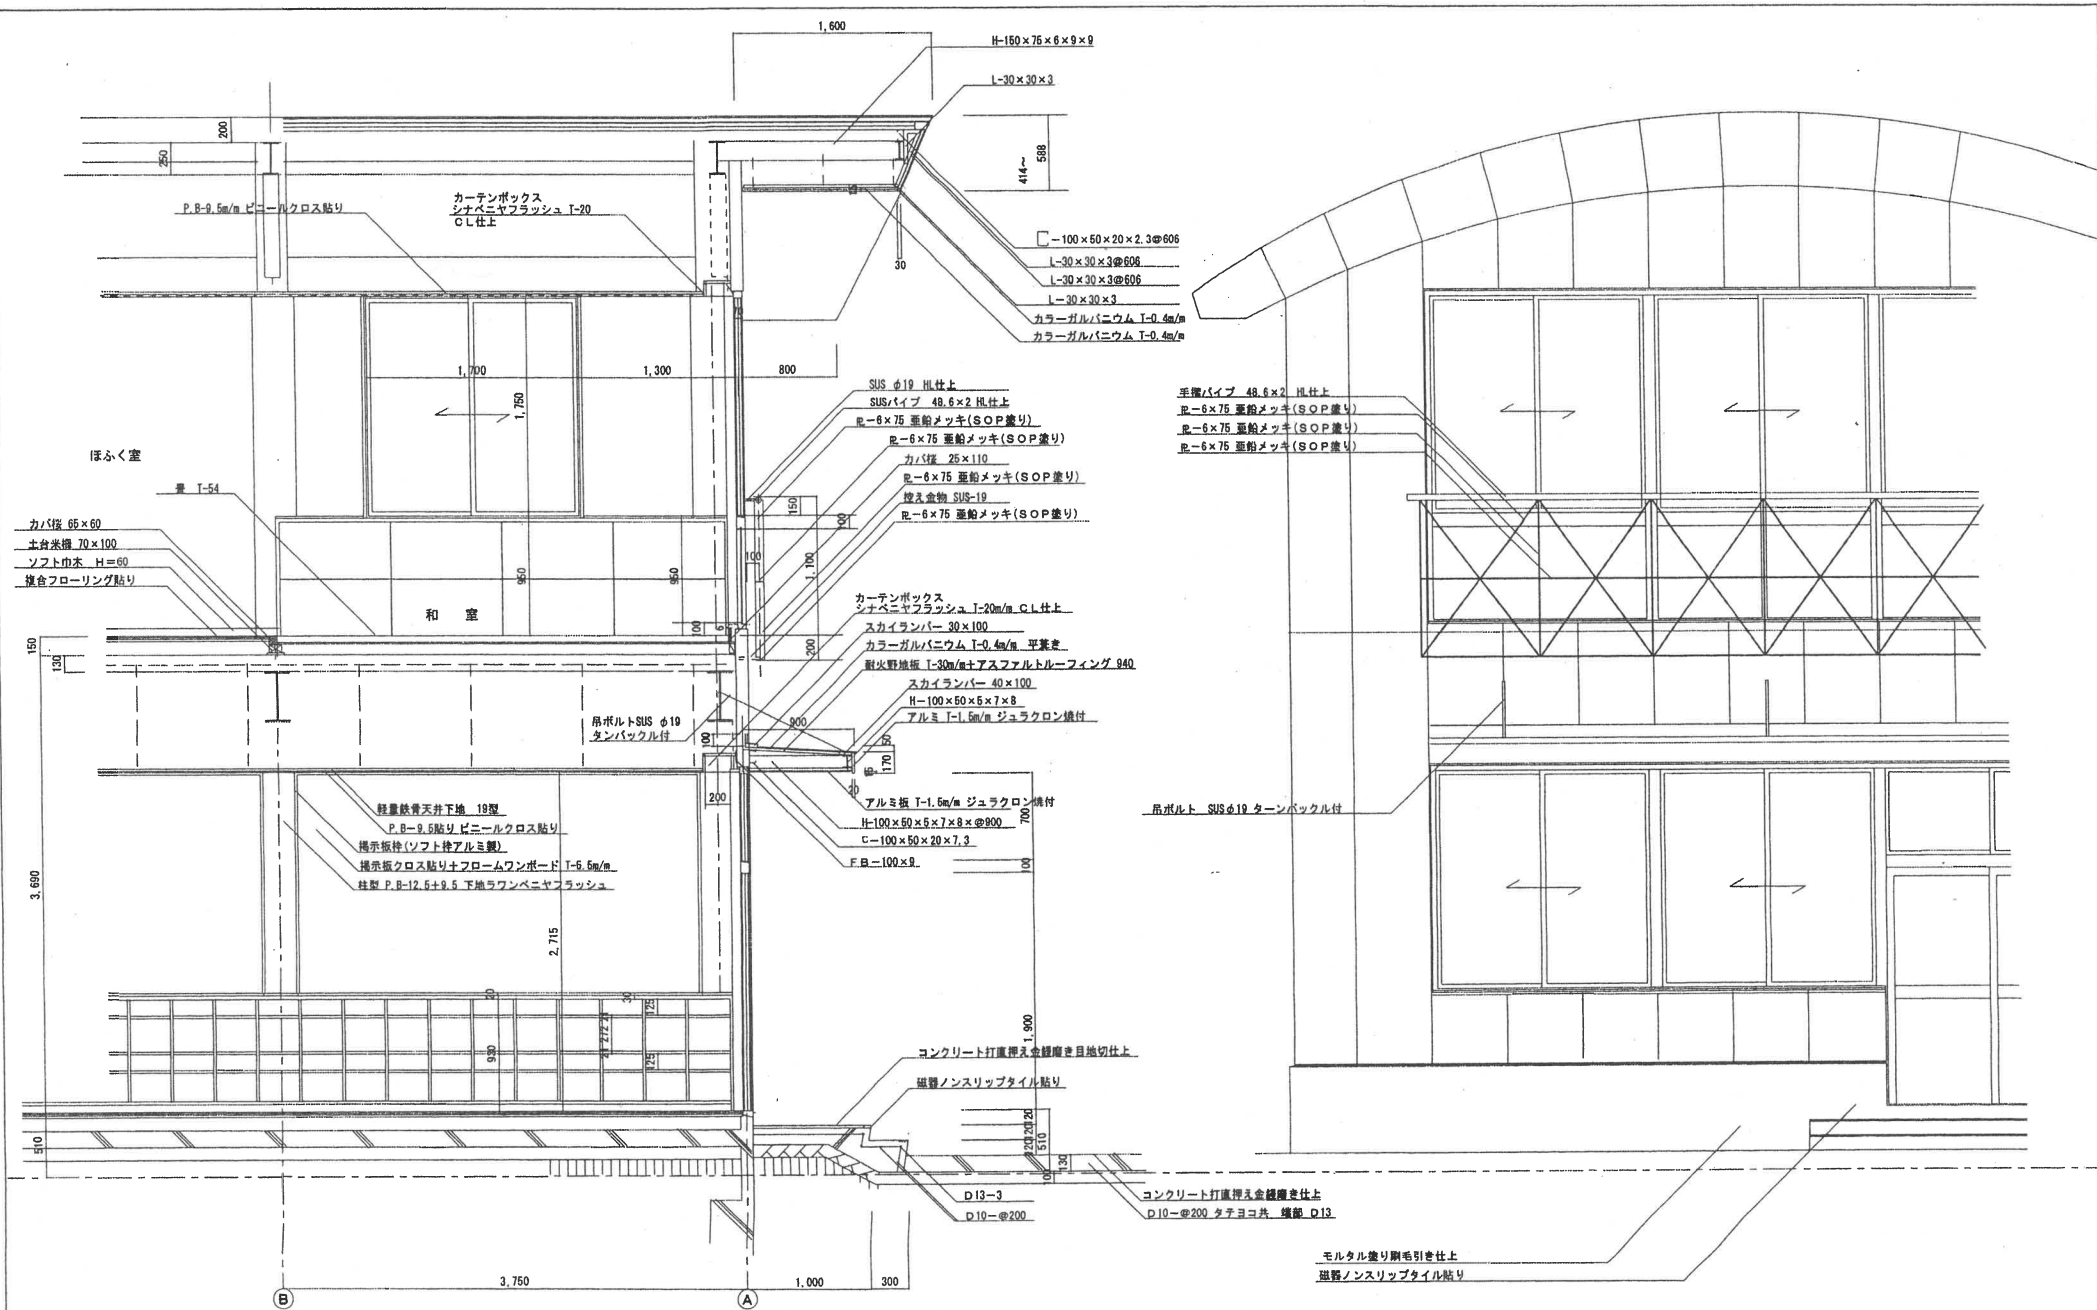 1,600
H-150×75×6×9×9
L-30×30×3
200
250
588
414~
P.B-9.5m/m ビニールクロス貼り
カーテンボックス
シナベニヤフラッシュ T-20
CL仕上
15
30
C-100×50×20×2.3@606
L-30×30×3@606
L-30×30×3@606
L-30×30×3
カラーガルバニウム T-0.4m/m
カラーガルバニウム T-0.4m/m
70
1,700
1,300
800
1,750
SUS φ19 HL仕上
SUSパイプ 48.6×2 HL仕上
PL-6×75 亜鉛メッキ(SOP塗り)
PL-6×75 亜鉛メッキ(SOP塗り)
カバ桜 25×110
PL-6×75 亜鉛メッキ(SOP塗り)
控え金物 SUS-19
PL-6×75 亜鉛メッキ(SOP塗り)
手摺パイプ 48.6×2 HL仕上
PL-6×75 亜鉛メッキ(SOP塗り)
PL-6×75 亜鉛メッキ(SOP塗り)
PL-6×75 亜鉛メッキ(SOP塗り)
ほふく室
畳 T-54
カバ桜 65×60
土台米栂 70×100
ソフト巾木 H=60
複合フローリング貼り
150
100
100
1,100
200
950
950
和 室
100
150
130
カーテンボックス
シナベニヤフラッシュ T-20m/m CL仕上
スカイランバー 30×100
カラーガルバニウム T-0.4m/m 平葺き
耐火野地板 T-30m/m+アスファルトルーフィング 940
スカイランバー 40×100
H-100×50×5×7×8
アルミ T-1.5m/m ジュラクロン焼付
吊ボルトSUS φ19
タンバックル付
900
100
50
170
15
20
200
アルミ板 T-1.5m/m ジュラクロン焼付
H-100×50×5×7×8×@900
C-100×50×20×7.3
FB-100×9
吊ボルト SUSφ19 ターンバックル付
軽量鉄骨天井下地 19型
P.B-9.5貼り ビニールクロス貼り
掲示板枠(ソフト枠アルミ製)
掲示板クロス貼り+フロームワンボード T-5.5m/m
柱型 P.B-12.5+9.5 下地ラワンベニヤフラッシュ
700
100
3,690
2,715
20
30
125
21 272 21
930
125
1,900
コンクリート打直押え金鏝磨き目地切仕上
磁器ノンスリップタイル貼り
120
120
120
510
130
100
510
D13-3
D10-@200
コンクリート打直押え金鏝磨き仕上
D10-@200 タテヨコ共 端部 D13
モルタル塗り刷毛引き仕上
磁器ノンスリップタイル貼り
3,750
1,000
300
B
A